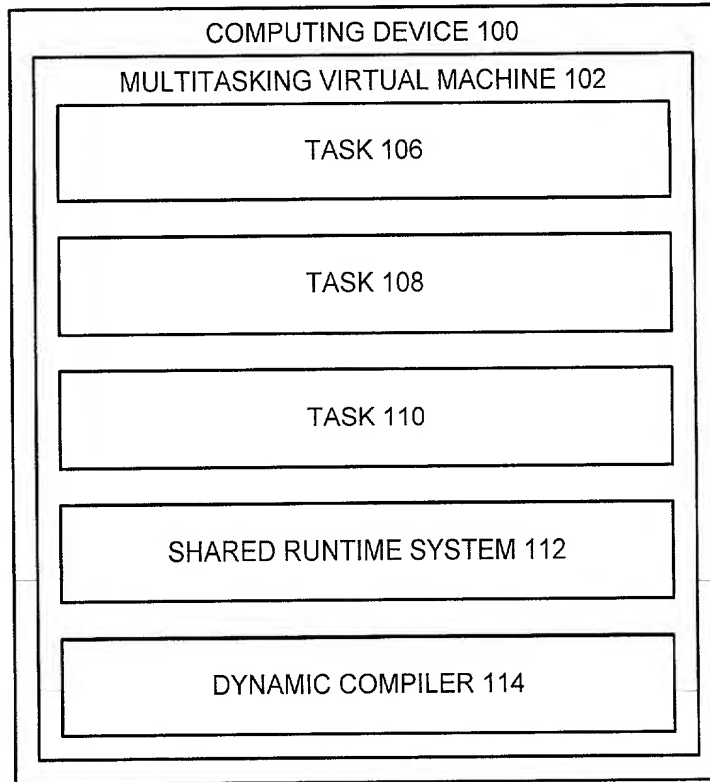 COMPUTING DEVICE 100
MULTITASKING VIRTUAL MACHINE 102
TASK 106
TASK 108
TASK 110
SHARED RUNTIME SYSTEM 112
DYNAMIC COMPILER 114